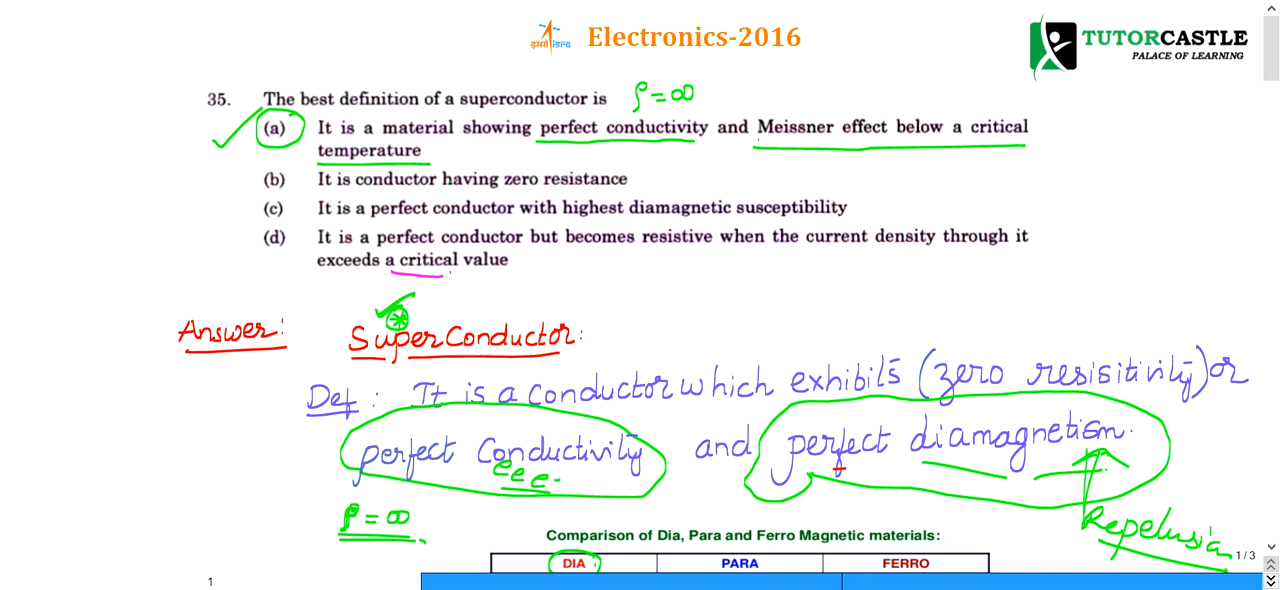 इसरो isro Electronics-2016
TUTORCASTLE
PALACE OF LEARNING
35. The best definition of a superconductor is ρ = ∞
(a) It is a material showing perfect conductivity and Meissner effect below a critical
temperature
(b) It is conductor having zero resistance
(c) It is a perfect conductor with highest diamagnetic susceptibility
(d) It is a perfect conductor but becomes resistive when the current density through it
exceeds a critical value
Answer: SuperConductor:
Def: It is a conductor which exhibits (zero resisitivity) or
perfect Conductivity and perfect diamagnetism.
e e e
ρ = ∞
Repelusian
Comparison of Dia, Para and Ferro Magnetic materials:
DIA PARA FERRO
1/3
1